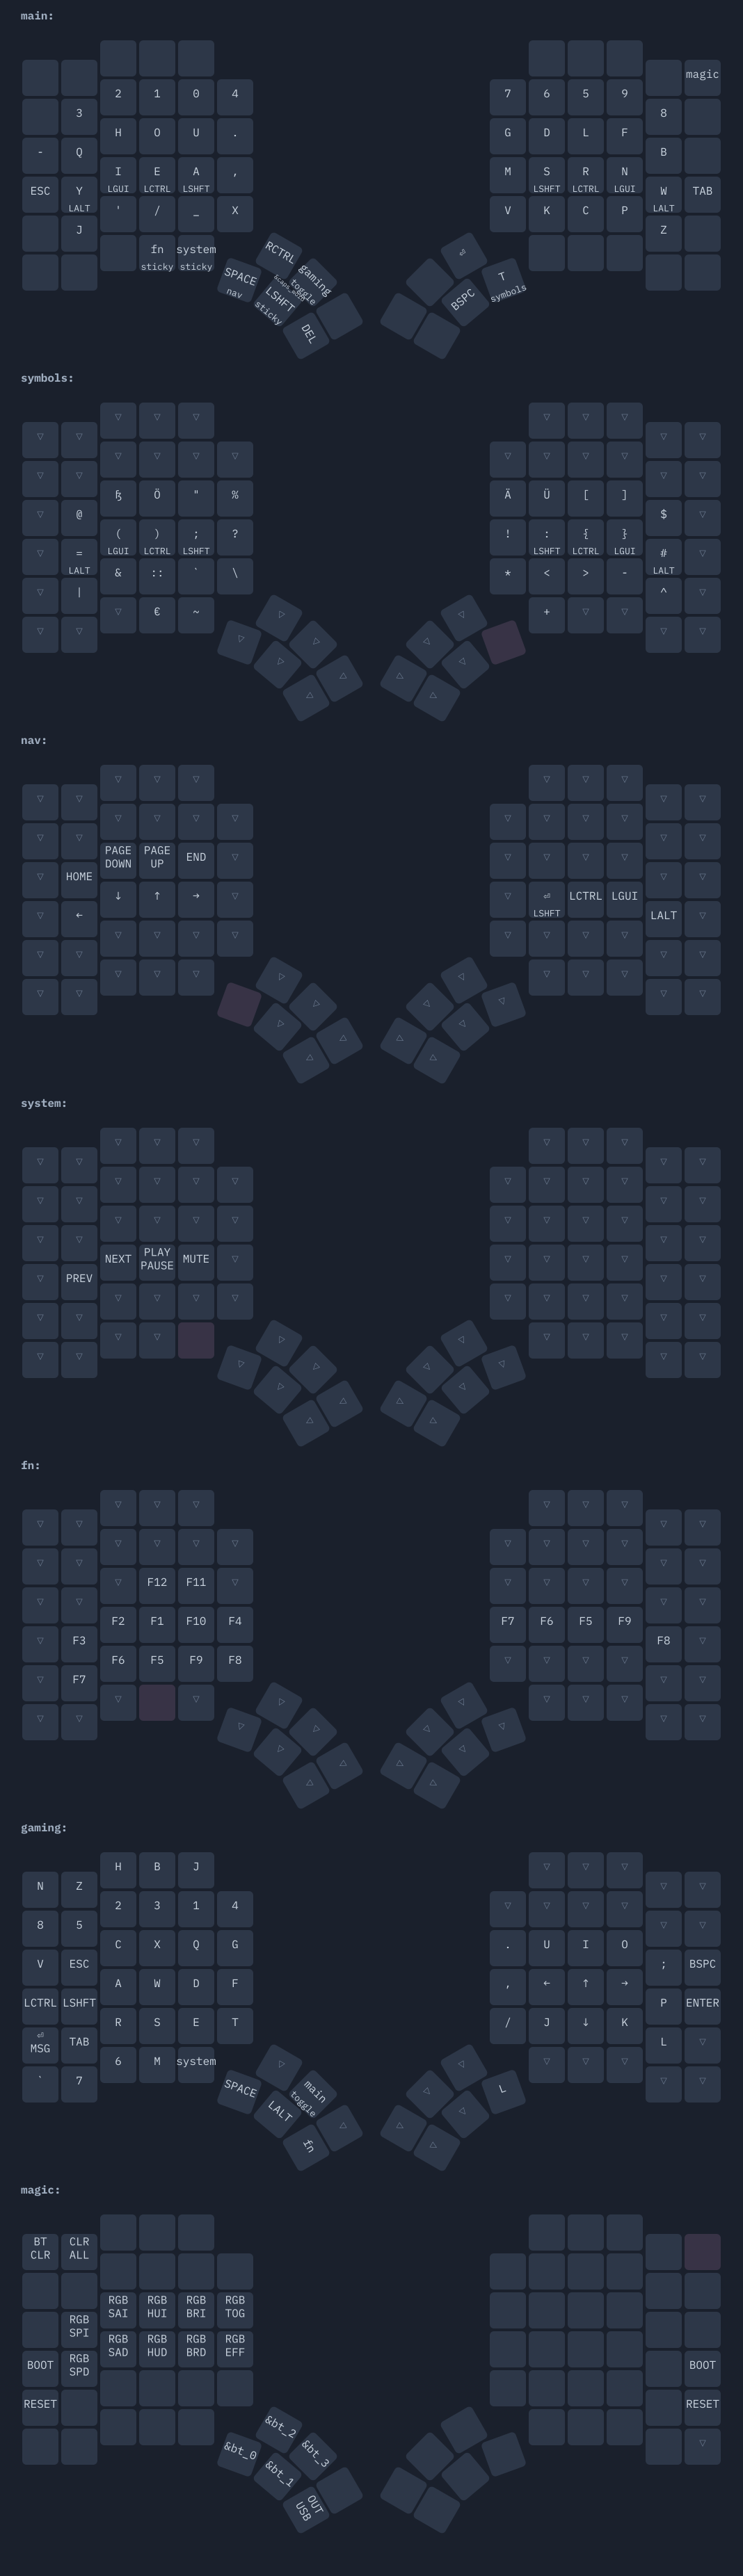 main:
magic
2 1 0 4 7 6 5 9
3 8
H O U . G D L F
- Q B
I E A , M S R N
LGUI LCTRL LSHFT LSHFT LCTRL LGUI
ESC Y W TAB
LALT LALT
' / _ X V K C P
J Z
fn system
sticky sticky
RCTRL
gaming
toggle
SPACE
nav
LSHFT
sticky
DEL
⏎
T
symbols
BSPC
symbols:
Ö " % Ä Ü [ ]
@ $
( ) ; ? ! : { }
LGUI LCTRL LSHFT LSHFT LCTRL LGUI
= #
LALT LALT
& :: ` \ * < > -
| ^
€ ~ +
nav:
PAGE DOWN PAGE UP END
HOME
↓ ↑ → ⏎ LCTRL LGUI
LSHFT
← LALT
system:
NEXT PLAY PAUSE MUTE
PREV
fn:
F12 F11
F2 F1 F10 F4 F7 F6 F5 F9
F3 F8
F6 F5 F9 F8
F7
gaming:
H B J
N Z
2 3 1 4
8 5
C X Q G . U I O
V ESC ; BSPC
A W D F , ← ↑ →
LCTRL LSHFT P ENTER
R S E T / J ↓ K
⏎ MSG TAB L
6 M system
` 7
main
toggle
SPACE
LALT
fn
L
magic:
BT CLR CLR ALL
RGB SAI RGB HUI RGB BRI RGB TOG
RGB SPI
RGB SAD RGB HUD RGB BRD RGB EFF
BOOT RGB SPD BOOT
RESET RESET
&bt_2
&bt_3
&bt_0
&bt_1
OUT USB